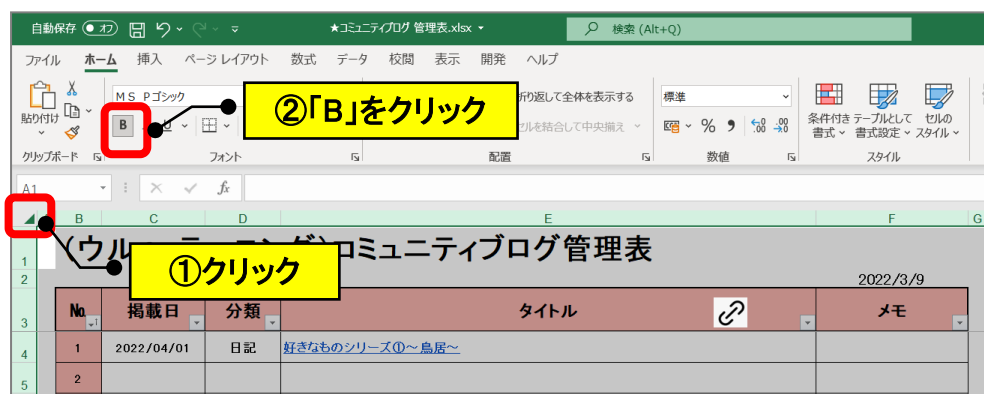 自動保存 オフ ★コミュニティブログ 管理表.xlsx 検索 (Alt+Q)
ファイル ホーム 挿入 ページ レイアウト 数式 データ 校閲 表示 開発 ヘルプ
貼り付け
ＭＳ Ｐゴシック
B
②「B」をクリック
折り返して全体を表示する
セルを結合して中央揃え
標準
条件付き 書式
テーブルとして 書式設定
セルの スタイル
クリップボード フォント 配置 数値 スタイル
A1 fx
B C D E F G
①クリック
1 コミュニティブログ管理表
2 2022/3/9
3 No. 掲載日 分類 タイトル メモ
4 1 2022/04/01 日記 好きなものシリーズ①～鳥居～
5 2